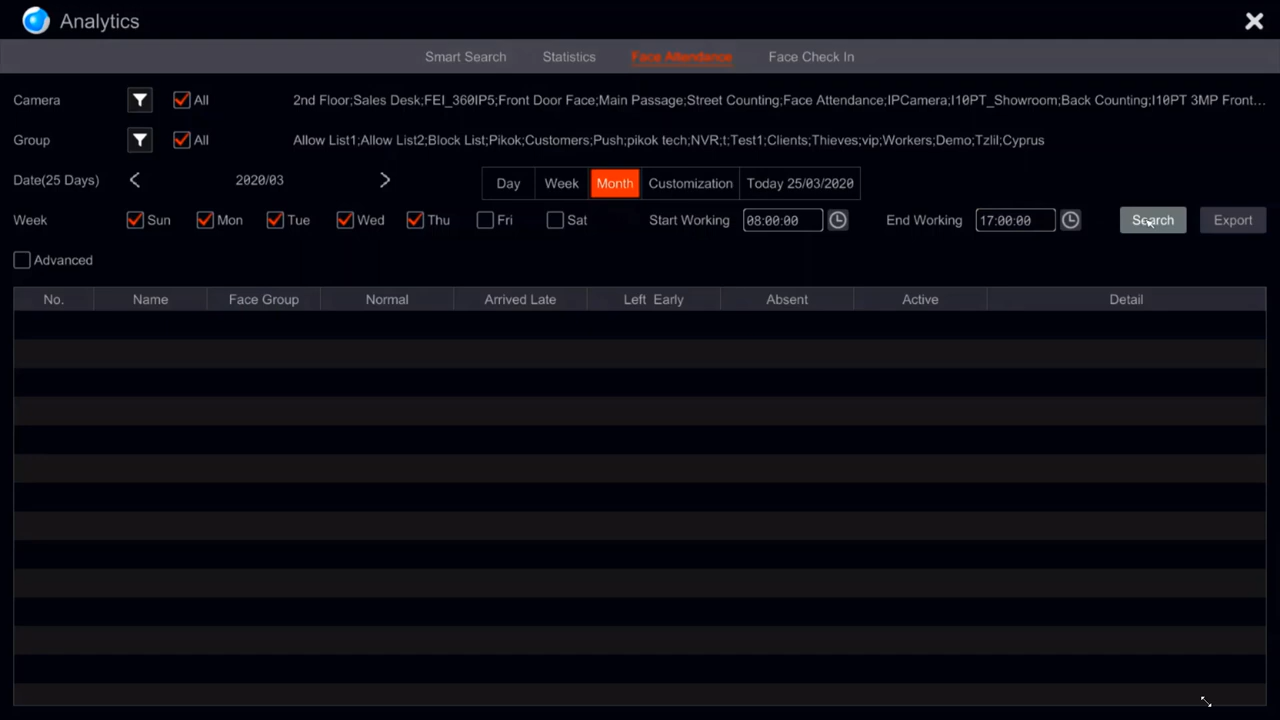 Analytics
Smart Search Statistics Face Attendance Face Check In
Camera All 2nd Floor;Sales Desk;FEI_360IP5;Front Door Face;Main Passage;Street Counting;Face Attendance;IPCamera;I10PT_Showroom;Back Counting;I10PT 3MP Front...
Group All Allow List1;Allow List2;Block List;Pikok;Customers;Push;pikok tech;NVR;t;Test1;Clients;Thieves;vip;Workers;Demo;Tzlil;Cyprus
Date(25 Days) 2020/03 Day Week Month Customization Today 25/03/2020
Week Sun Mon Tue Wed Thu Fri Sat Start Working 08:00:00 End Working 17:00:00 Search Export
Advanced
No. Name Face Group Normal Arrived Late Left Early Absent Active Detail